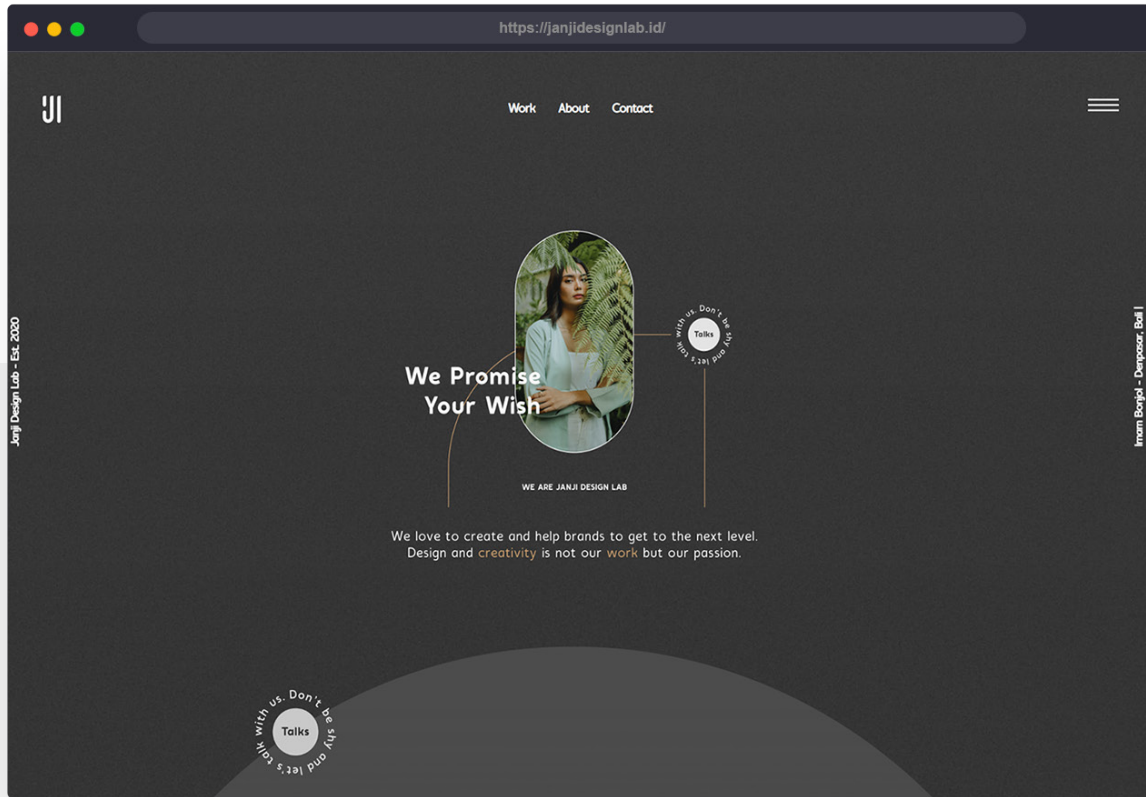 https://janjidesignlab.id/
JI
Work About Contact
Don't be shy and let's talk with us.
Talks
We Promise
Your Wish
Janji Design Lab - Est. 2020
Imam Bonjol - Denpasar, Bali |
WE ARE JANJI DESIGN LAB
We love to create and help brands to get to the next level.
Design and creativity is not our work but our passion.
Don't be shy and let's talk with us.
Talks